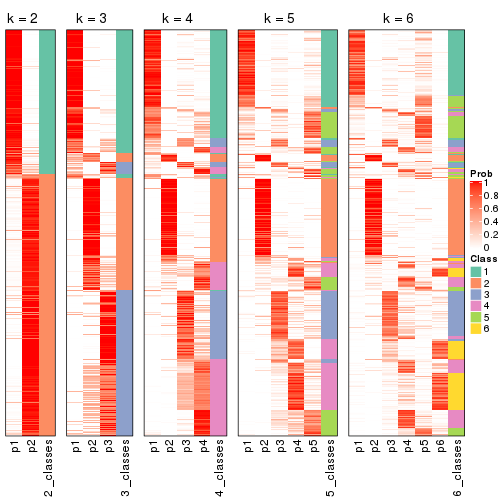 k = 2
k = 3
k = 4
k = 5
k = 6
p1
p2
2_classes
p1
p2
p3
3_classes
p1
p2
p3
p4
4_classes
p1
p2
p3
p4
p5
5_classes
p1
p2
p3
p4
p5
p6
6_classes
Prob
1
0.8
0.6
0.4
0.2
0
Class
1
2
3
4
5
6